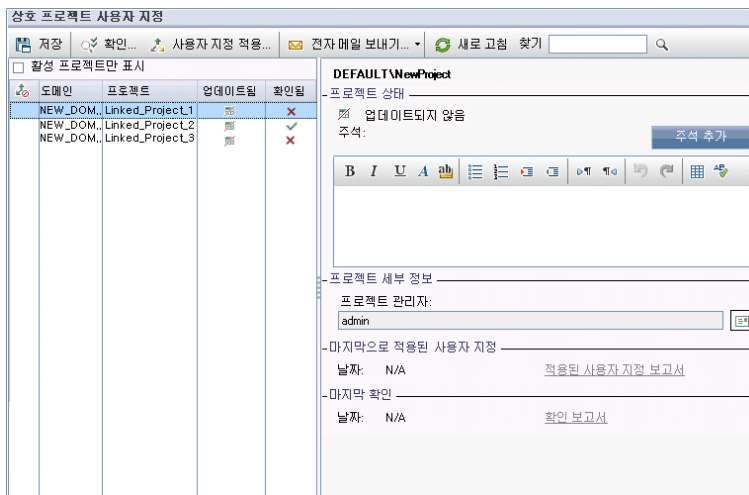 상호 프로젝트 사용자 지정
저장 확인... 사용자 지정 적용... 전자 메일 보내기... 새로 고침 찾기
활성 프로젝트만 표시
도메인 프로젝트 업데이트됨 확인됨
NEW_DOM... Linked_Project_1
NEW_DOM... Linked_Project_2
NEW_DOM... Linked_Project_3
DEFAULT\NewProject
프로젝트 상태
업데이트되지 않음
주석:
주석 추가
B I U A ab
프로젝트 세부 정보
프로젝트 관리자:
admin
마지막으로 적용된 사용자 지정
날짜: N/A 적용된 사용자 지정 보고서
마지막 확인
날짜: N/A 확인 보고서